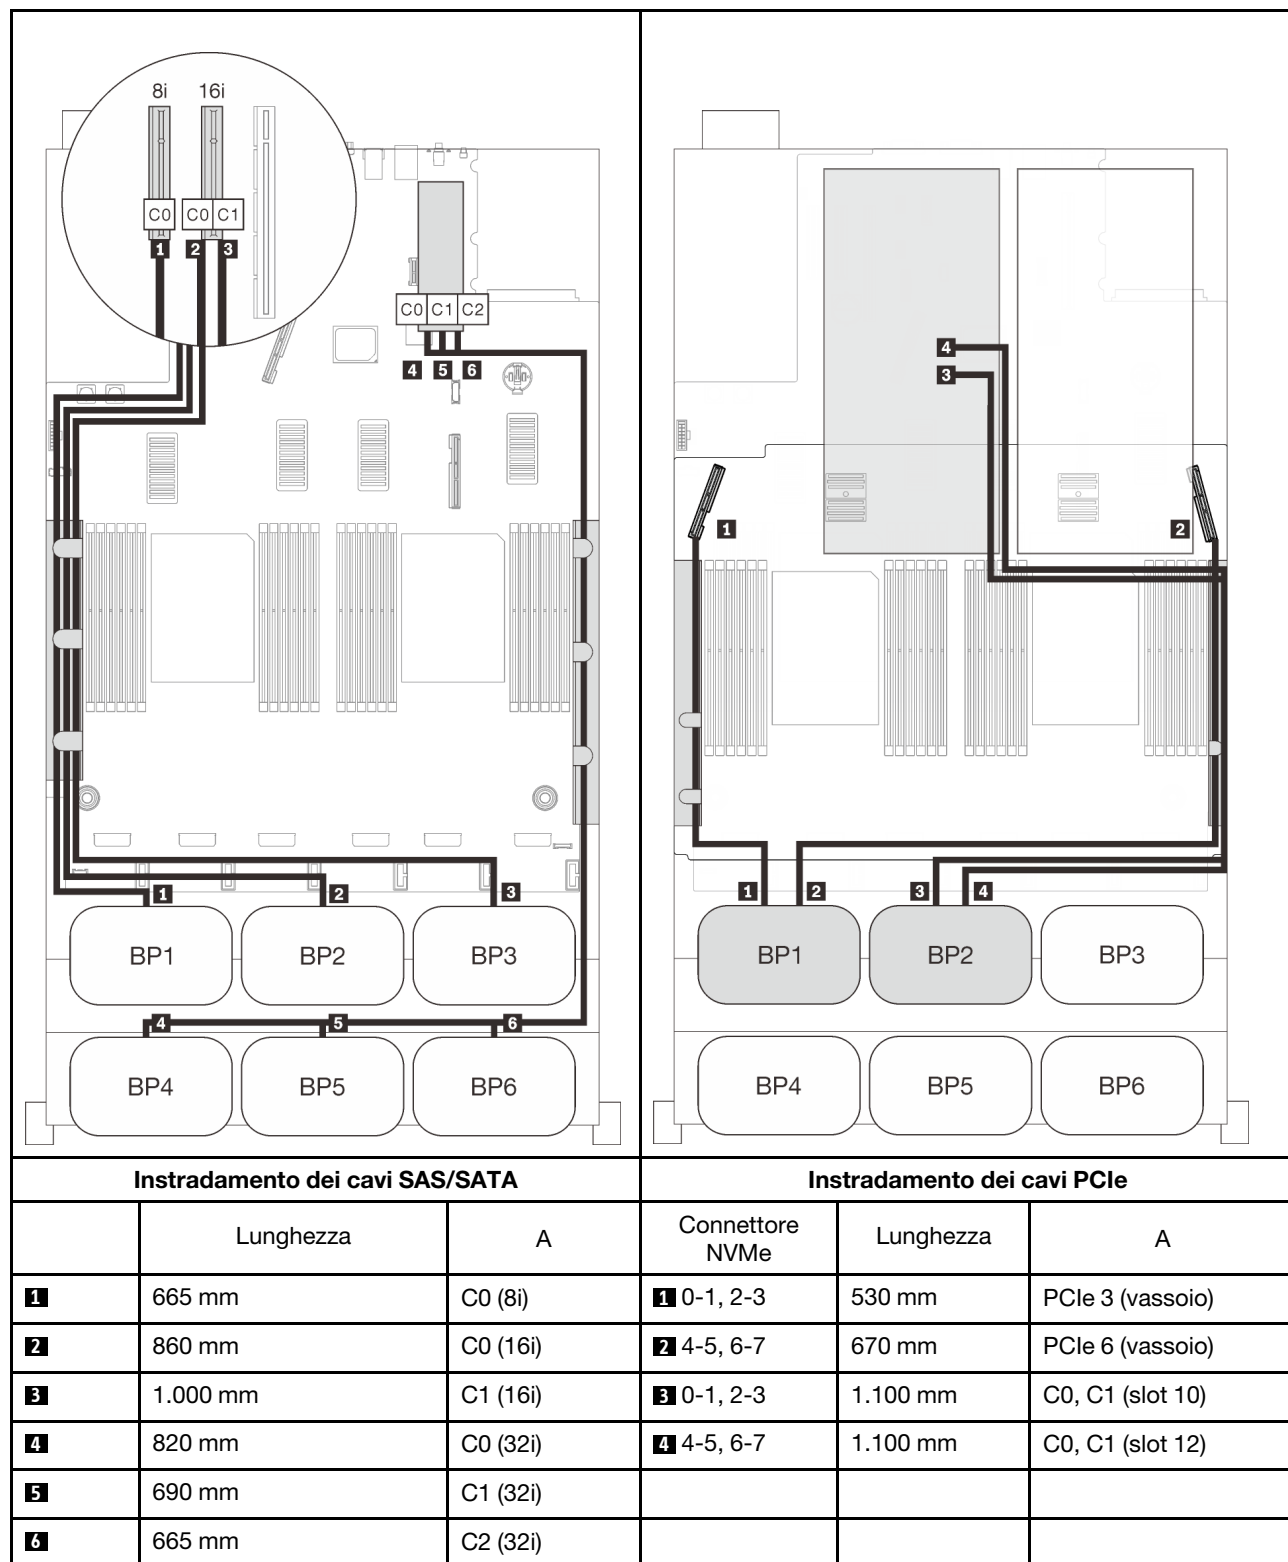 8i 16i
C0 C0 C1
1 2 3
C0 C1 C2
4 5 6
1 2 3
BP1 BP2 BP3
4 5 6
BP4 BP5 BP6
4
3
1 2
1 2 3 4
BP1 BP2 BP3
BP4 BP5 BP6
Instradamento dei cavi SAS/SATA
Lunghezza A
1 665 mm C0 (8i)
2 860 mm C0 (16i)
3 1.000 mm C1 (16i)
4 820 mm C0 (32i)
5 690 mm C1 (32i)
6 665 mm C2 (32i)
Instradamento dei cavi PCIe
Connettore
NVMe
Lunghezza A
1 0-1, 2-3 530 mm PCIe 3 (vassoio)
2 4-5, 6-7 670 mm PCIe 6 (vassoio)
3 0-1, 2-3 1.100 mm C0, C1 (slot 10)
4 4-5, 6-7 1.100 mm C0, C1 (slot 12)